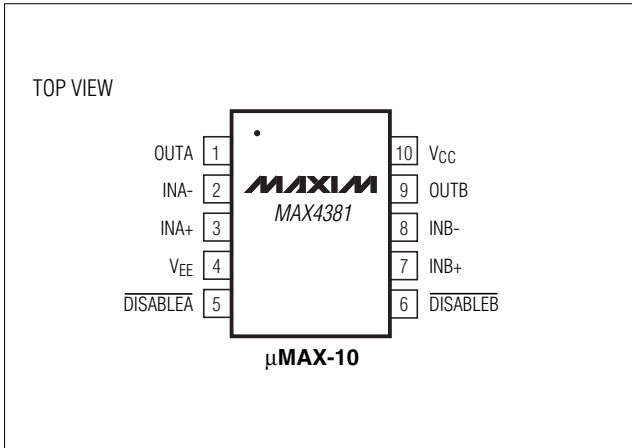 TOP VIEW
OUTA 1
INA- 2
INA+ 3
VEE 4
DISABLEA 5
MAXIM
MAX4381
10 VCC
9 OUTB
8 INB-
7 INB+
6 DISABLEB
µMAX-10